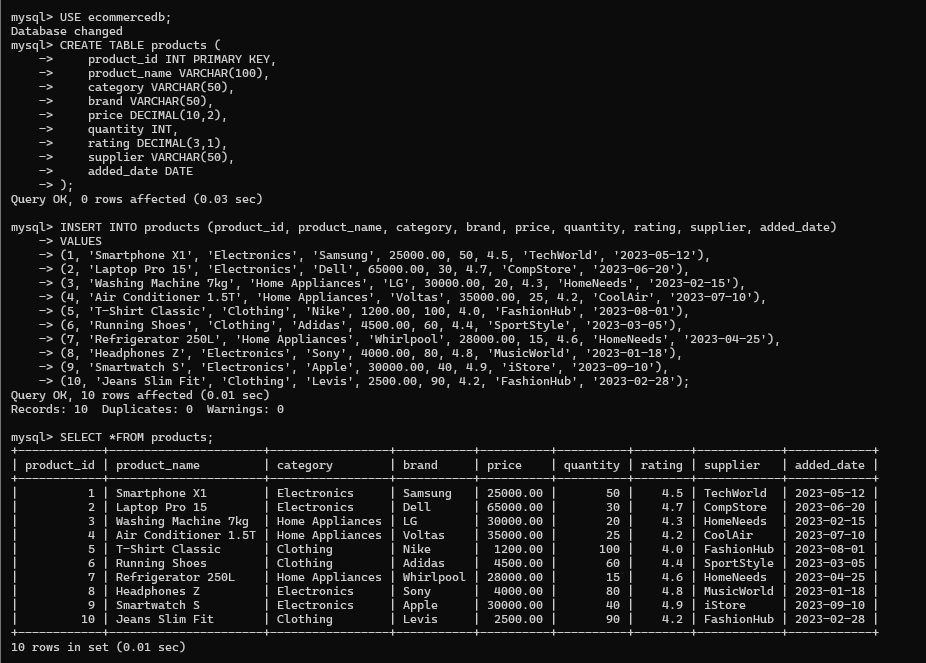 mysql> USE ecommercedb;
Database changed
mysql> CREATE TABLE products (
    ->     product_id INT PRIMARY KEY,
    ->     product_name VARCHAR(100),
    ->     category VARCHAR(50),
    ->     brand VARCHAR(50),
    ->     price DECIMAL(10,2),
    ->     quantity INT,
    ->     rating DECIMAL(3,1),
    ->     supplier VARCHAR(50),
    ->     added_date DATE
    -> );
Query OK, 0 rows affected (0.03 sec)

mysql> INSERT INTO products (product_id, product_name, category, brand, price, quantity, rating, supplier, added_date)
    -> VALUES
    -> (1, 'Smartphone X1', 'Electronics', 'Samsung', 25000.00, 50, 4.5, 'TechWorld', '2023-05-12'),
    -> (2, 'Laptop Pro 15', 'Electronics', 'Dell', 65000.00, 30, 4.7, 'CompStore', '2023-06-20'),
    -> (3, 'Washing Machine 7kg', 'Home Appliances', 'LG', 30000.00, 20, 4.3, 'HomeNeeds', '2023-02-15'),
    -> (4, 'Air Conditioner 1.5T', 'Home Appliances', 'Voltas', 35000.00, 25, 4.2, 'CoolAir', '2023-07-10'),
    -> (5, 'T-Shirt Classic', 'Clothing', 'Nike', 1200.00, 100, 4.0, 'FashionHub', '2023-08-01'),
    -> (6, 'Running Shoes', 'Clothing', 'Adidas', 4500.00, 60, 4.4, 'SportStyle', '2023-03-05'),
    -> (7, 'Refrigerator 250L', 'Home Appliances', 'Whirlpool', 28000.00, 15, 4.6, 'HomeNeeds', '2023-04-25'),
    -> (8, 'Headphones Z', 'Electronics', 'Sony', 4000.00, 80, 4.8, 'MusicWorld', '2023-01-18'),
    -> (9, 'Smartwatch S', 'Electronics', 'Apple', 30000.00, 40, 4.9, 'iStore', '2023-09-10'),
    -> (10, 'Jeans Slim Fit', 'Clothing', 'Levis', 2500.00, 90, 4.2, 'FashionHub', '2023-02-28');
Query OK, 10 rows affected (0.01 sec)
Records: 10  Duplicates: 0  Warnings: 0

mysql> SELECT *FROM products;
+------------+----------------------+-----------------+-----------+----------+----------+--------+------------+------------+
| product_id | product_name         | category        | brand     | price    | quantity | rating | supplier   | added_date |
+------------+----------------------+-----------------+-----------+----------+----------+--------+------------+------------+
|          1 | Smartphone X1        | Electronics     | Samsung   | 25000.00 |       50 |    4.5 | TechWorld  | 2023-05-12 |
|          2 | Laptop Pro 15        | Electronics     | Dell      | 65000.00 |       30 |    4.7 | CompStore  | 2023-06-20 |
|          3 | Washing Machine 7kg  | Home Appliances | LG        | 30000.00 |       20 |    4.3 | HomeNeeds  | 2023-02-15 |
|          4 | Air Conditioner 1.5T | Home Appliances | Voltas    | 35000.00 |       25 |    4.2 | CoolAir    | 2023-07-10 |
|          5 | T-Shirt Classic      | Clothing        | Nike      |  1200.00 |      100 |    4.0 | FashionHub | 2023-08-01 |
|          6 | Running Shoes        | Clothing        | Adidas    |  4500.00 |       60 |    4.4 | SportStyle | 2023-03-05 |
|          7 | Refrigerator 250L    | Home Appliances | Whirlpool | 28000.00 |       15 |    4.6 | HomeNeeds  | 2023-04-25 |
|          8 | Headphones Z         | Electronics     | Sony      |  4000.00 |       80 |    4.8 | MusicWorld | 2023-01-18 |
|          9 | Smartwatch S         | Electronics     | Apple     | 30000.00 |       40 |    4.9 | iStore     | 2023-09-10 |
|         10 | Jeans Slim Fit       | Clothing        | Levis     |  2500.00 |       90 |    4.2 | FashionHub | 2023-02-28 |
+------------+----------------------+-----------------+-----------+----------+----------+--------+------------+------------+
10 rows in set (0.01 sec)